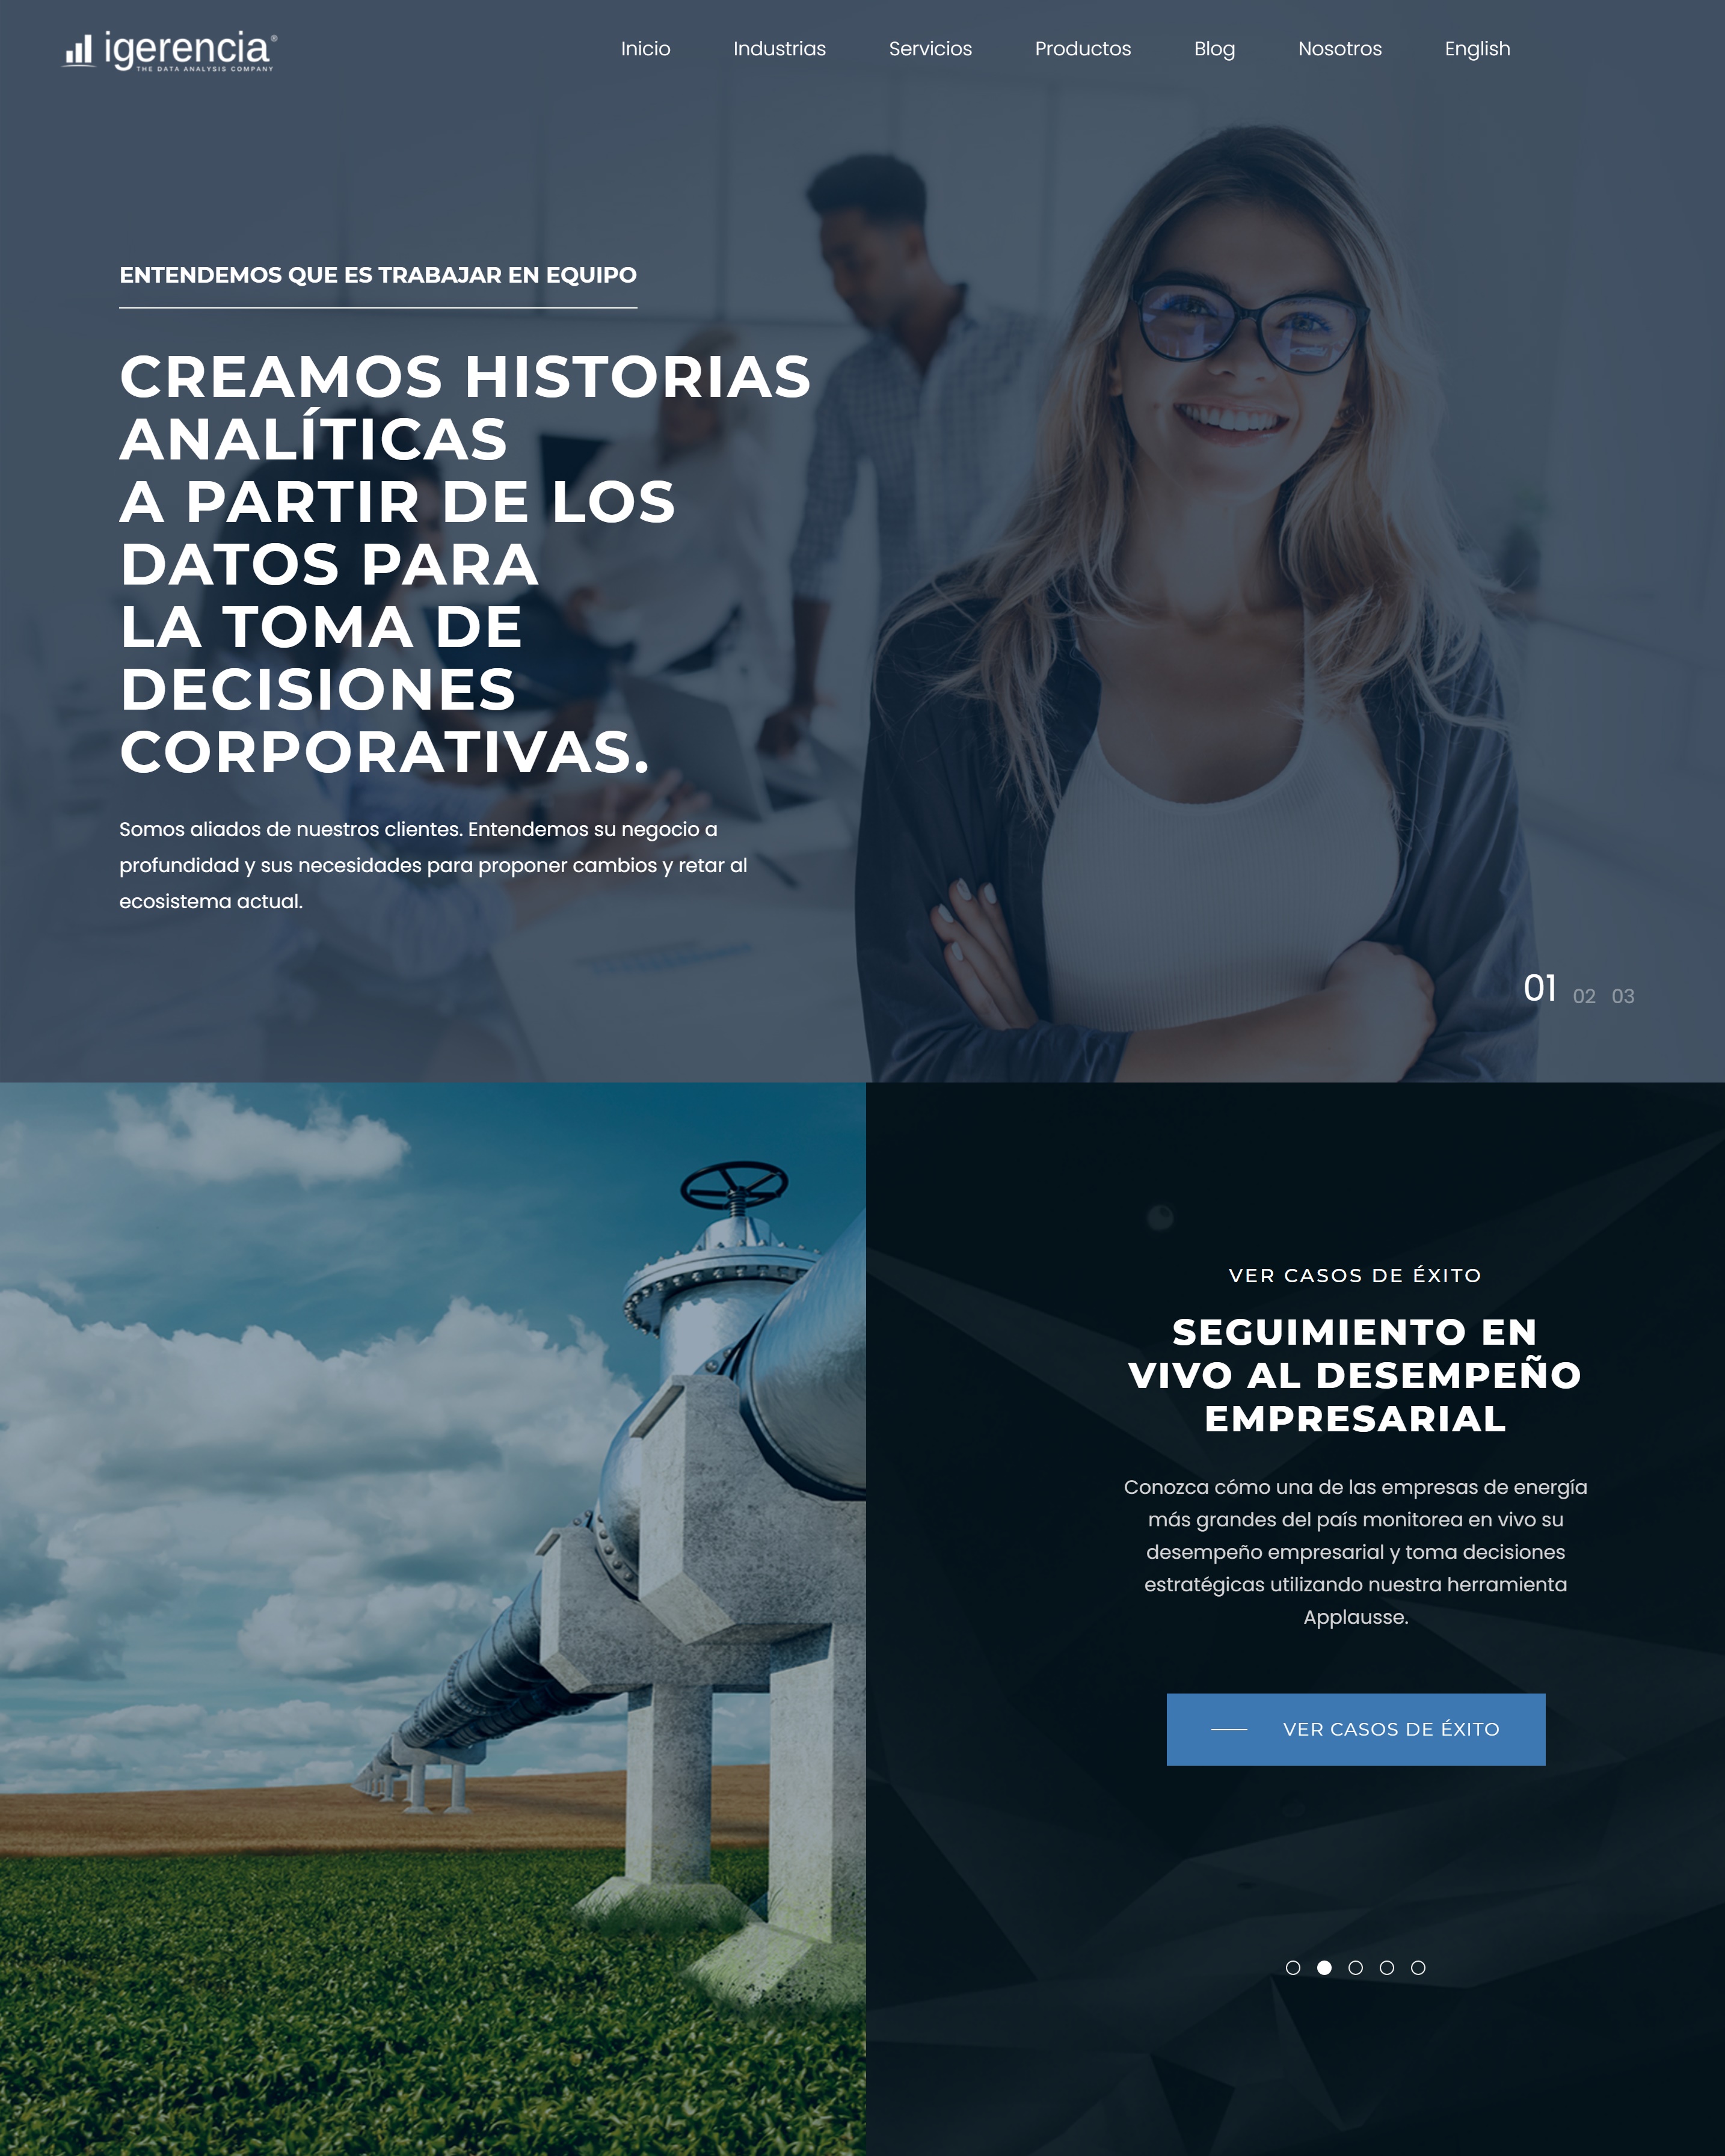 igerencia®
THE DATA ANALYSIS COMPANY
Inicio Industrias Servicios Productos Blog Nosotros English
ENTENDEMOS QUE ES TRABAJAR EN EQUIPO
CREAMOS HISTORIAS
ANALÍTICAS
A PARTIR DE LOS
DATOS PARA
LA TOMA DE
DECISIONES
CORPORATIVAS.
Somos aliados de nuestros clientes. Entendemos su negocio a
profundidad y sus necesidades para proponer cambios y retar al
ecosistema actual.
01 02 03
VER CASOS DE ÉXITO
SEGUIMIENTO EN
VIVO AL DESEMPEÑO
EMPRESARIAL
Conozca cómo una de las empresas de energía
más grandes del país monitorea en vivo su
desempeño empresarial y toma decisiones
estratégicas utilizando nuestra herramienta
Applausse.
VER CASOS DE ÉXITO